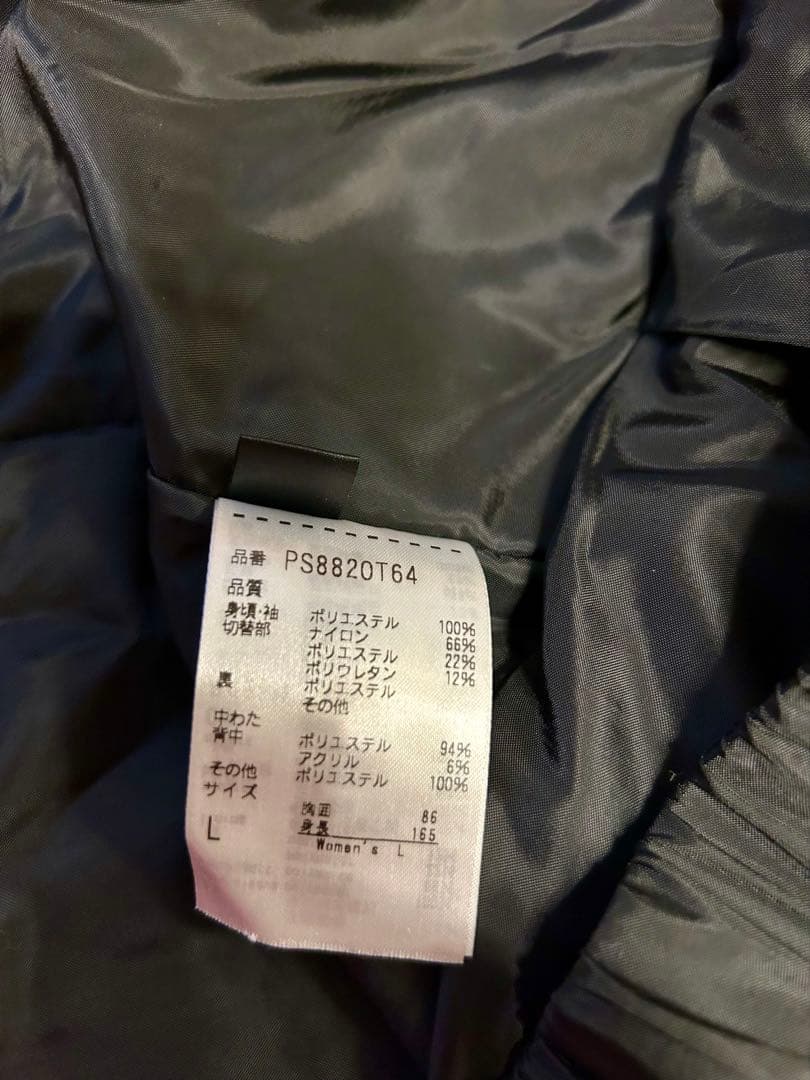 品番 PS8820T64
品質
身頃・袖 ポリエステル 100%
切替部 ナイロン 66%
ポリエステル 22%
ポリウレタン 12%
裏 ポリエステル
その他
中わた
背中 ポリエステル 94%
アクリル 6%
その他 ポリエステル 100%
サイズ
L
胸囲 86
身長 165
Women's L